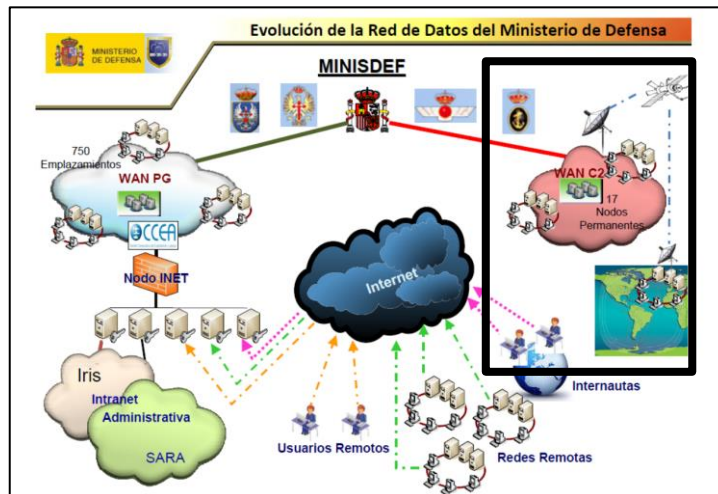 Evolución de la Red de Datos del Ministerio de Defensa
MINISTERIO
DE DEFENSA
MINISDEF
750
Emplazamientos
WAN PG
WAN C2
17
Nodos
Permanentes
CCEA
Nodo INET
Internet
Iris
Intranet
Administrativa
SARA
Internautas
Usuarios Remotos
Redes Remotas